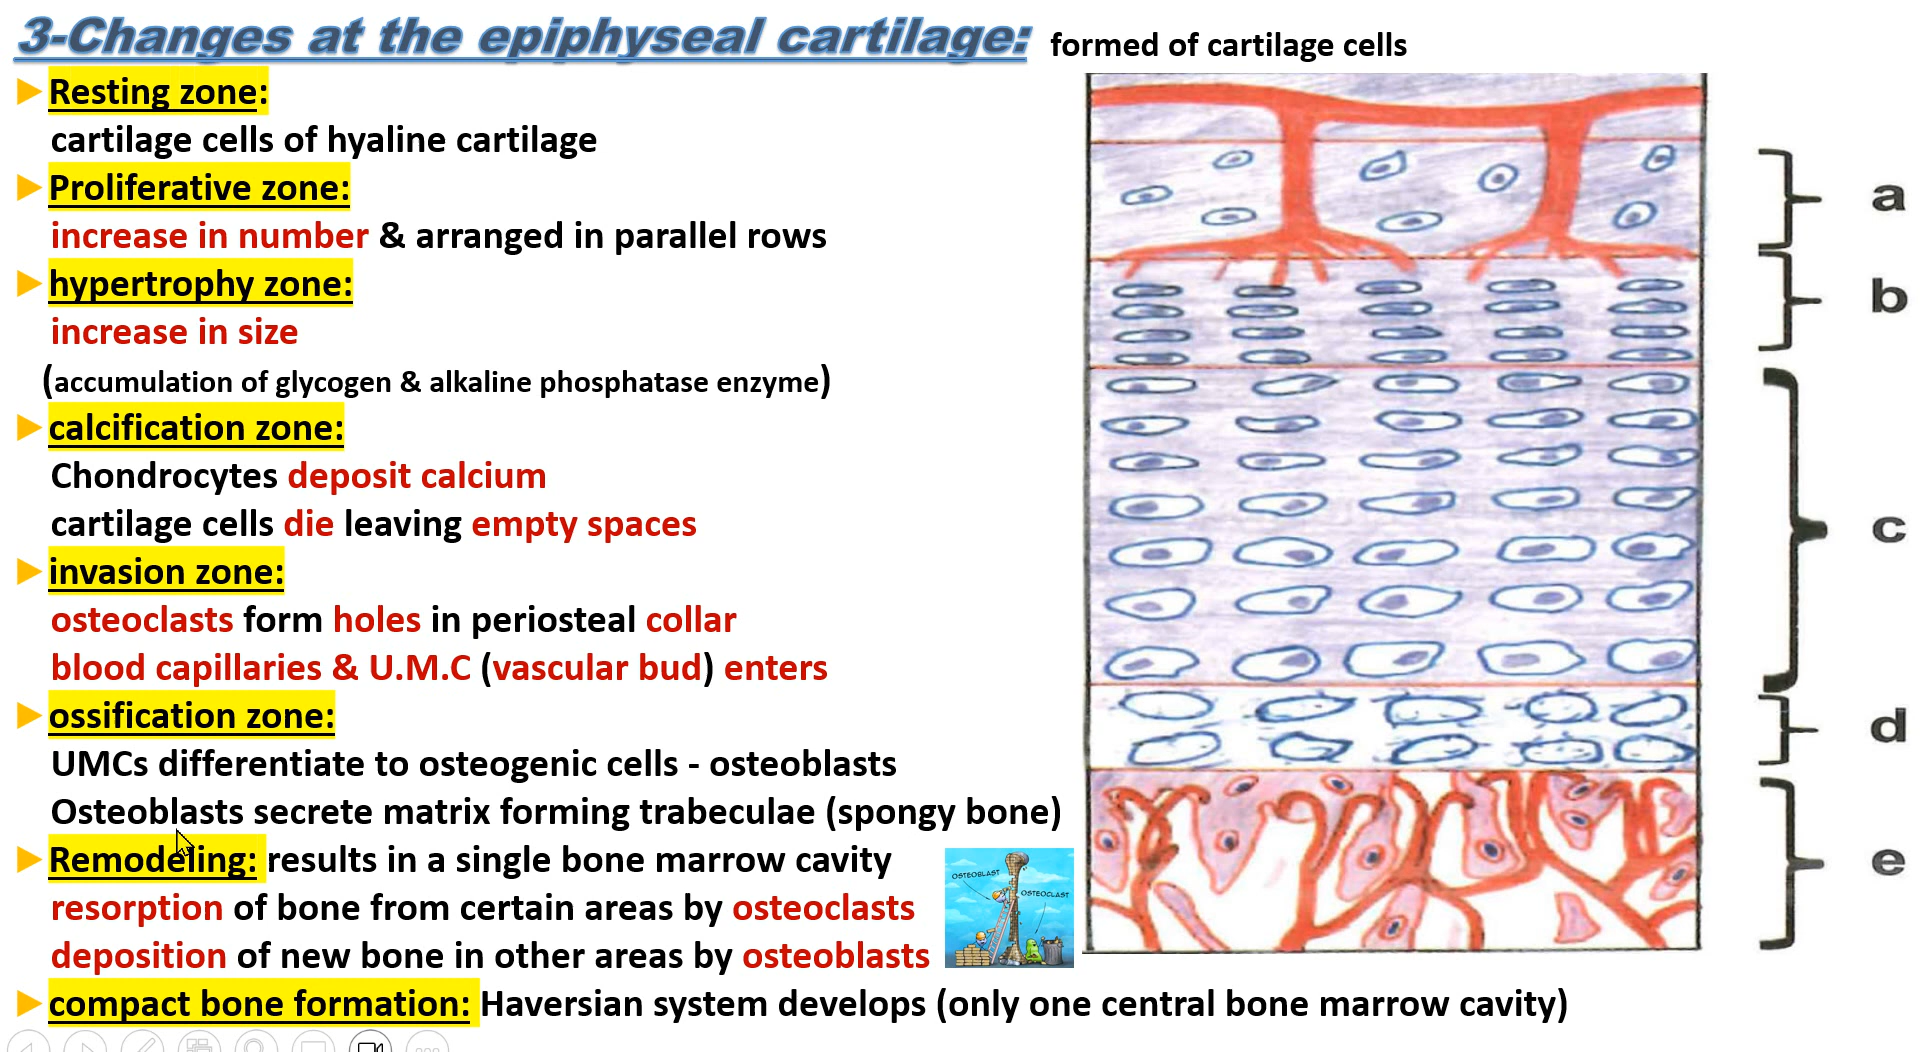 3-Changes at the epiphyseal cartilage: formed of cartilage cells
Resting zone:
cartilage cells of hyaline cartilage
Proliferative zone:
increase in number & arranged in parallel rows
hypertrophy zone:
increase in size
(accumulation of glycogen & alkaline phosphatase enzyme)
calcification zone:
Chondrocytes deposit calcium
cartilage cells die leaving empty spaces
invasion zone:
osteoclasts form holes in periosteal collar
blood capillaries & U.M.C (vascular bud) enters
ossification zone:
UMCs differentiate to osteogenic cells - osteoblasts
Osteoblasts secrete matrix forming trabeculae (spongy bone)
Remodeling: results in a single bone marrow cavity
resorption of bone from certain areas by osteoclasts
deposition of new bone in other areas by osteoblasts
compact bone formation: Haversian system develops (only one central bone marrow cavity)
OSTEOBLAST
OSTEOCLAST
a
b
c
d
e